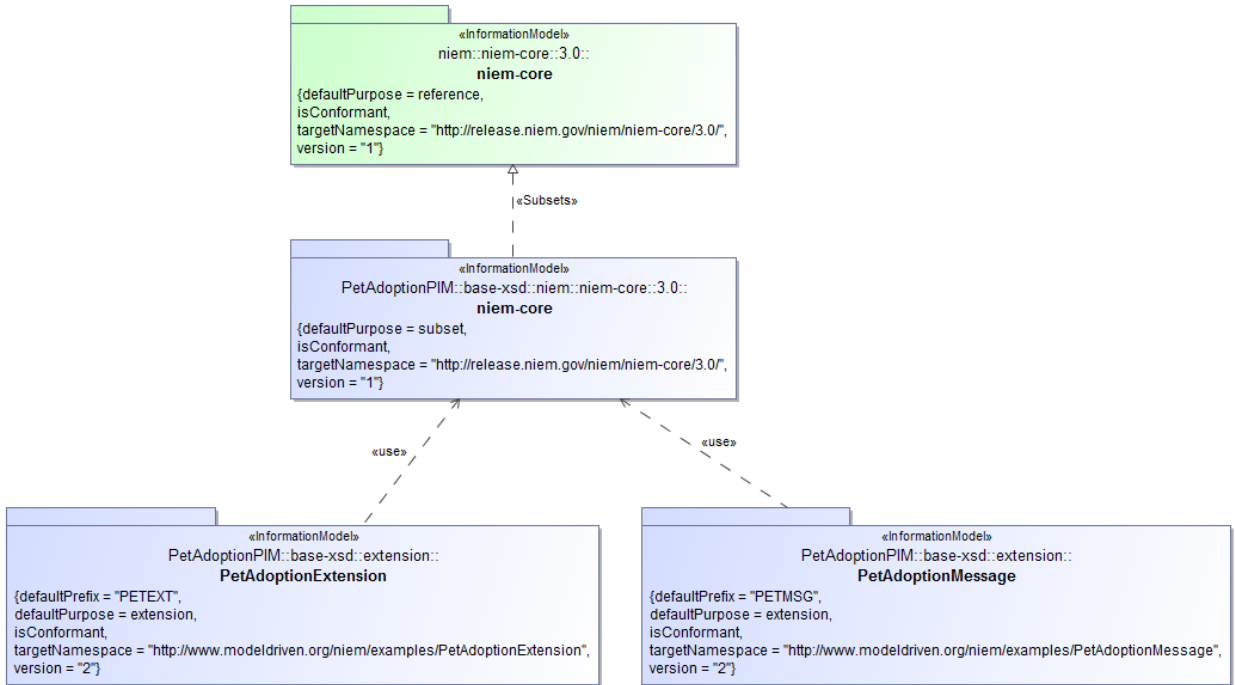 «InformationModel»
niem::niem-core::3.0::
niem-core
{defaultPurpose = reference,
isConformant,
targetNamespace = "http://release.niem.gov/niem/niem-core/3.0/",
version = "1"}
«Subsets»
«InformationModel»
PetAdoptionPIM::base-xsd::niem::niem-core::3.0::
niem-core
{defaultPurpose = subset,
isConformant,
targetNamespace = "http://release.niem.gov/niem/niem-core/3.0/",
version = "1"}
«use»
«use»
«InformationModel»
PetAdoptionPIM::base-xsd::extension::
PetAdoptionExtension
{defaultPrefix = "PETEXT",
defaultPurpose = extension,
isConformant,
targetNamespace = "http://www.modeldriven.org/niem/examples/PetAdoptionExtension",
version = "2"}
«InformationModel»
PetAdoptionPIM::base-xsd::extension::
PetAdoptionMessage
{defaultPrefix = "PETMSG",
defaultPurpose = extension,
isConformant,
targetNamespace = "http://www.modeldriven.org/niem/examples/PetAdoptionMessage",
version = "2"}